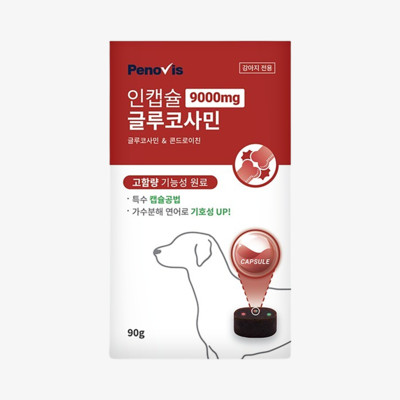 Penovis
강아지 전용
인캡슐 9000mg
글루코사민
글루코사민 & 콘드로이친
고함량 기능성 원료
· 특수 캡슐공법
· 가수분해 연어로 기호성 UP!
CAPSULE
90g